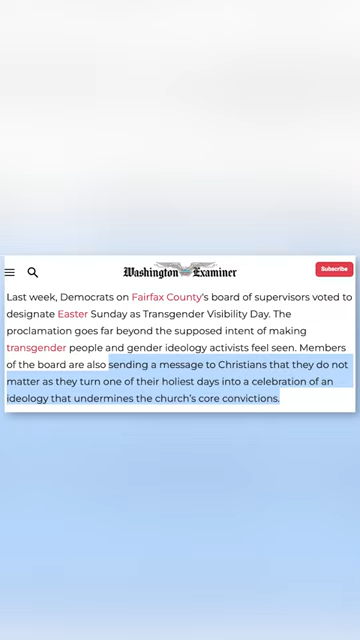 Washington Examiner
Subscribe
Last week, Democrats on Fairfax County's board of supervisors voted to
designate Easter Sunday as Transgender Visibility Day. The
proclamation goes far beyond the supposed intent of making
transgender people and gender ideology activists feel seen. Members
of the board are also sending a message to Christians that they do not
matter as they turn one of their holiest days into a celebration of an
ideology that undermines the church's core convictions.